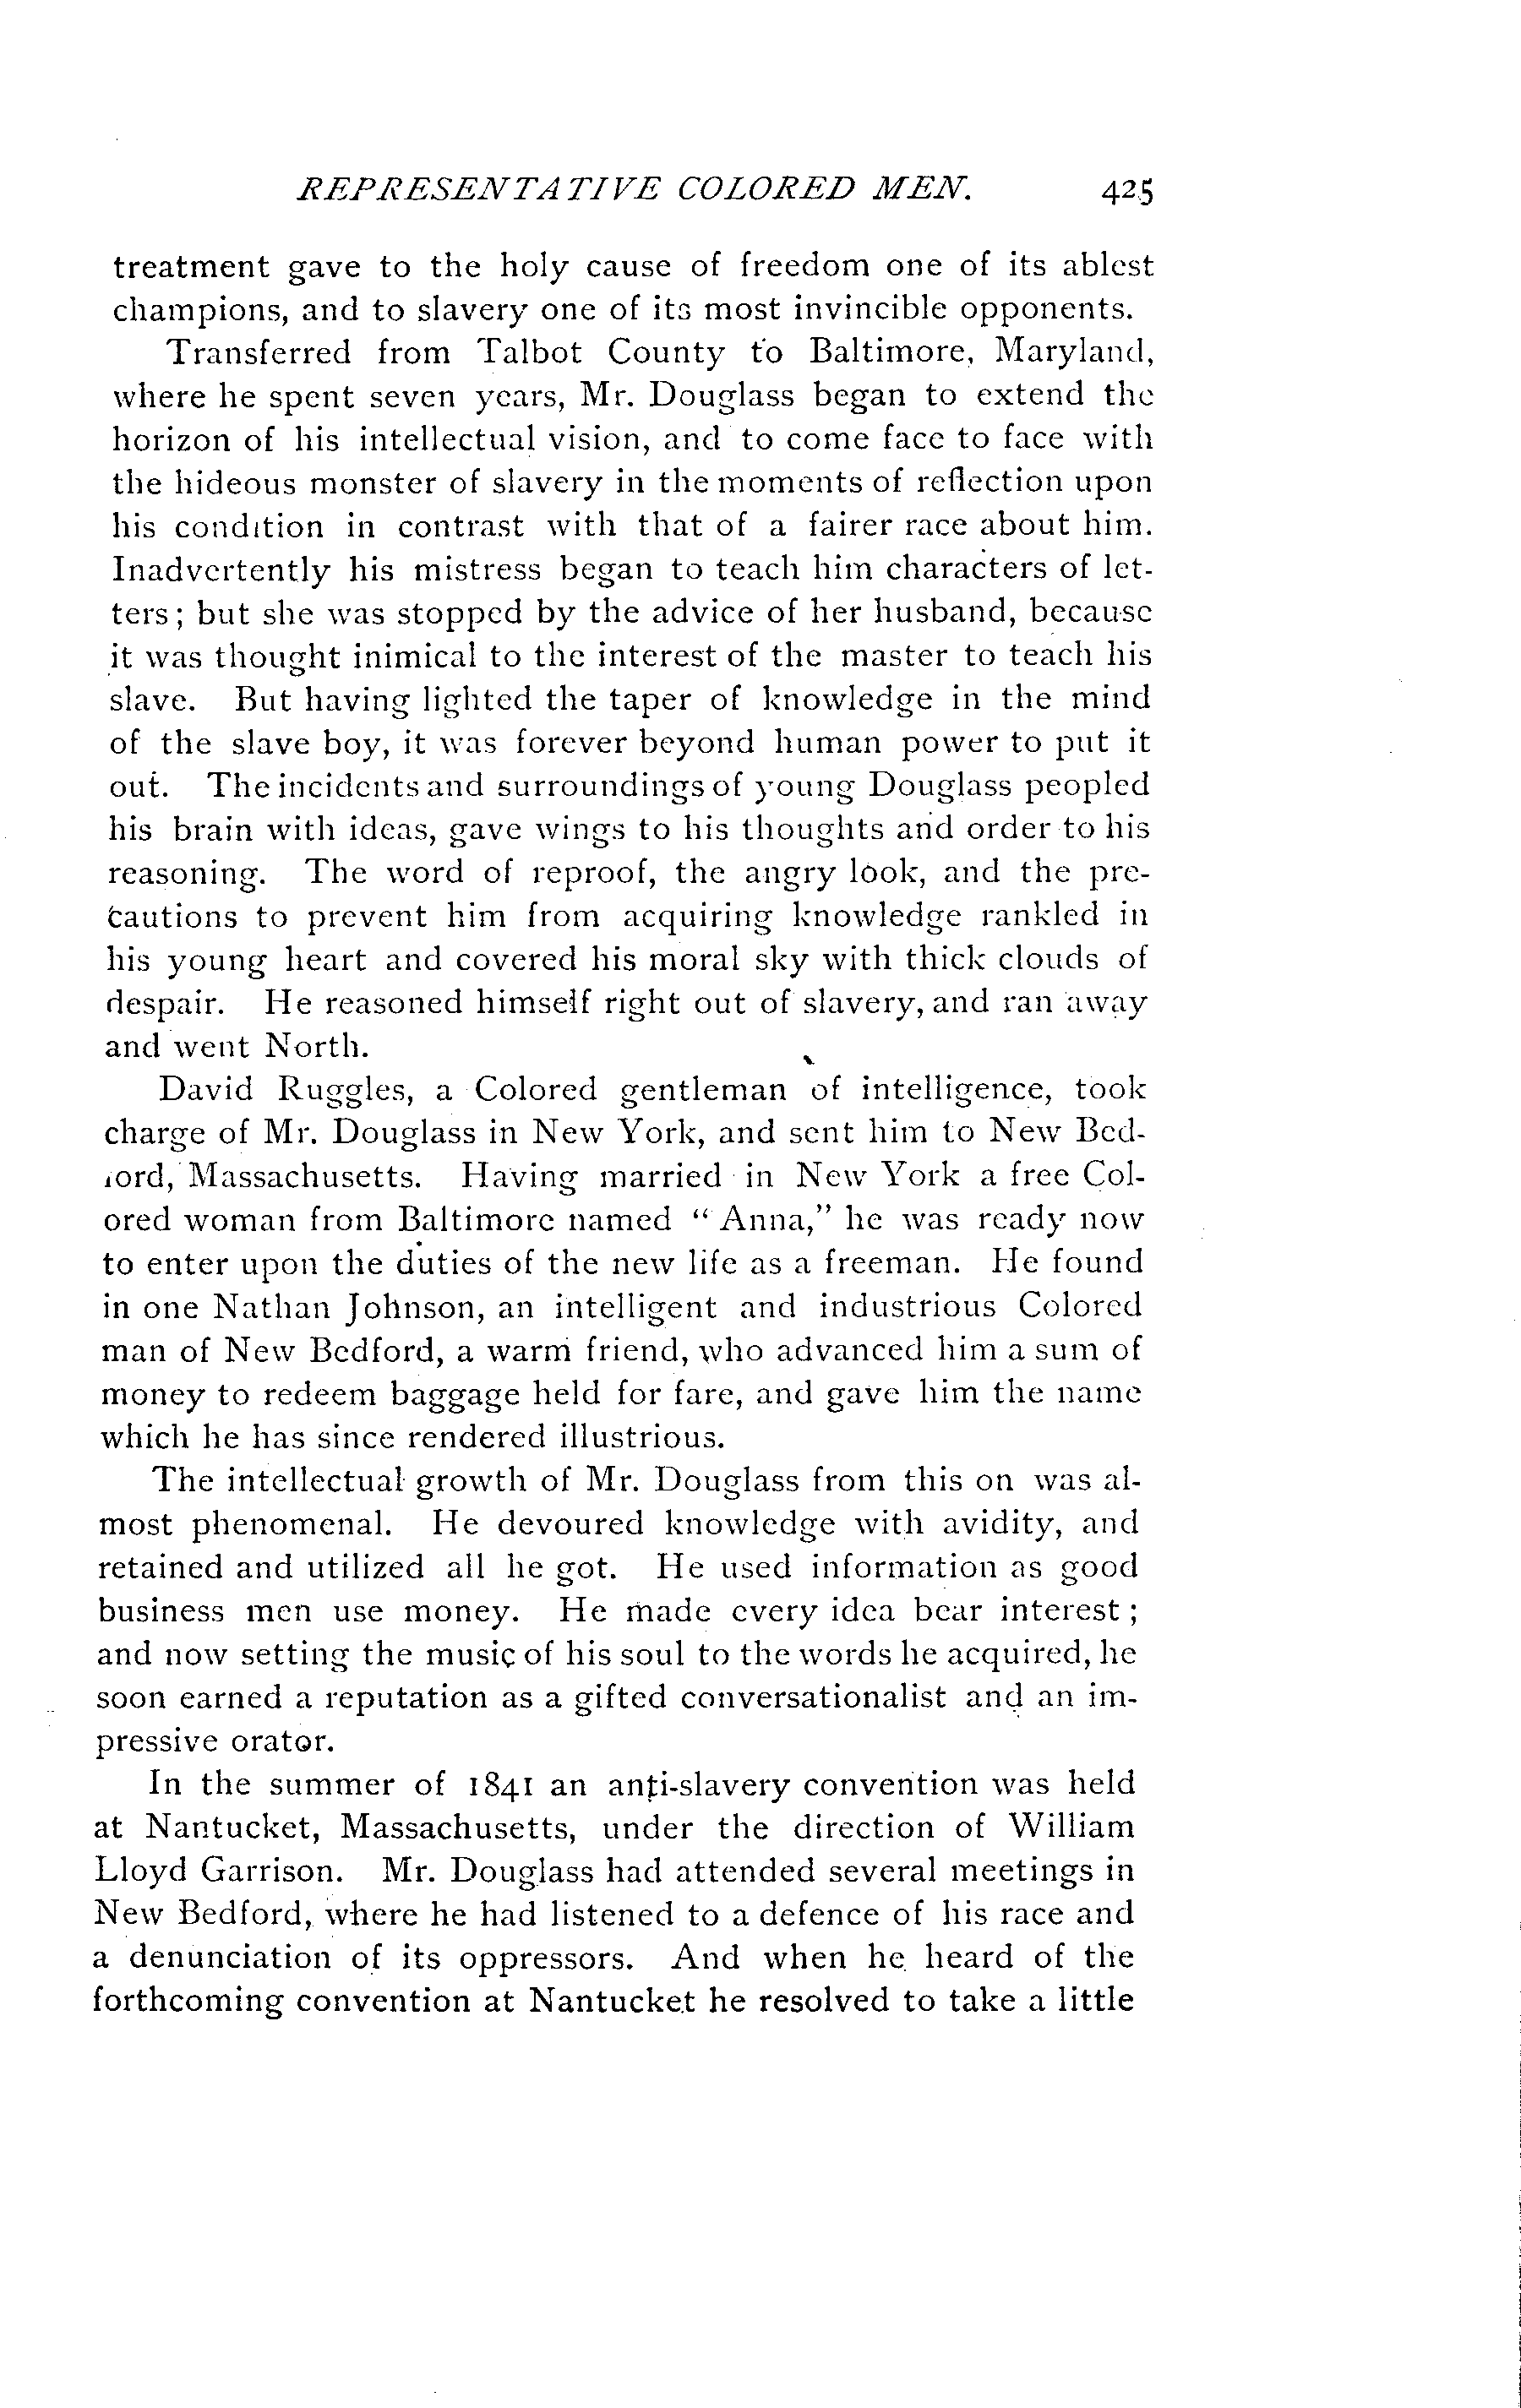 REPRESENTATIVE COLORED MEN. 425
treatment gave to the holy cause of freedom one of its ablest
champions, and to slavery one of its most invincible opponents.
Transferred from Talbot County to Baltimore, Maryland,
where he spent seven years, Mr. Douglass began to extend the
horizon of his intellectual vision, and to come face to face with
the hideous monster of slavery in the moments of reflection upon
his condition in contrast with that of a fairer race about him.
Inadvertently his mistress began to teach him characters of let-
ters; but she was stopped by the advice of her husband, because
it was thought inimical to the interest of the master to teach his
slave. But having lighted the taper of knowledge in the mind
of the slave boy, it was forever beyond human power to put it
out. The incidents and surroundings of young Douglass peopled
his brain with ideas, gave wings to his thoughts and order to his
reasoning. The word of reproof, the angry look, and the pre-
cautions to prevent him from acquiring knowledge rankled in
his young heart and covered his moral sky with thick clouds of
despair. He reasoned himself right out of slavery, and ran away
and went North.
David Ruggles, a Colored gentleman of intelligence, took
charge of Mr. Douglass in New York, and sent him to New Bed-
ford, Massachusetts. Having married in New York a free Col-
ored woman from Baltimore named "Anna," he was ready now
to enter upon the duties of the new life as a freeman. He found
in one Nathan Johnson, an intelligent and industrious Colored
man of New Bedford, a warm friend, who advanced him a sum of
money to redeem baggage held for fare, and gave him the name
which he has since rendered illustrious.
The intellectual growth of Mr. Douglass from this on was al-
most phenomenal. He devoured knowledge with avidity, and
retained and utilized all he got. He used information as good
business men use money. He made every idea bear interest;
and now setting the music of his soul to the words he acquired, he
soon earned a reputation as a gifted conversationalist and an im-
pressive orator.
In the summer of 1841 an anti-slavery convention was held
at Nantucket, Massachusetts, under the direction of William
Lloyd Garrison. Mr. Douglass had attended several meetings in
New Bedford, where he had listened to a defence of his race and
a denunciation of its oppressors. And when he heard of the
forthcoming convention at Nantucket he resolved to take a little